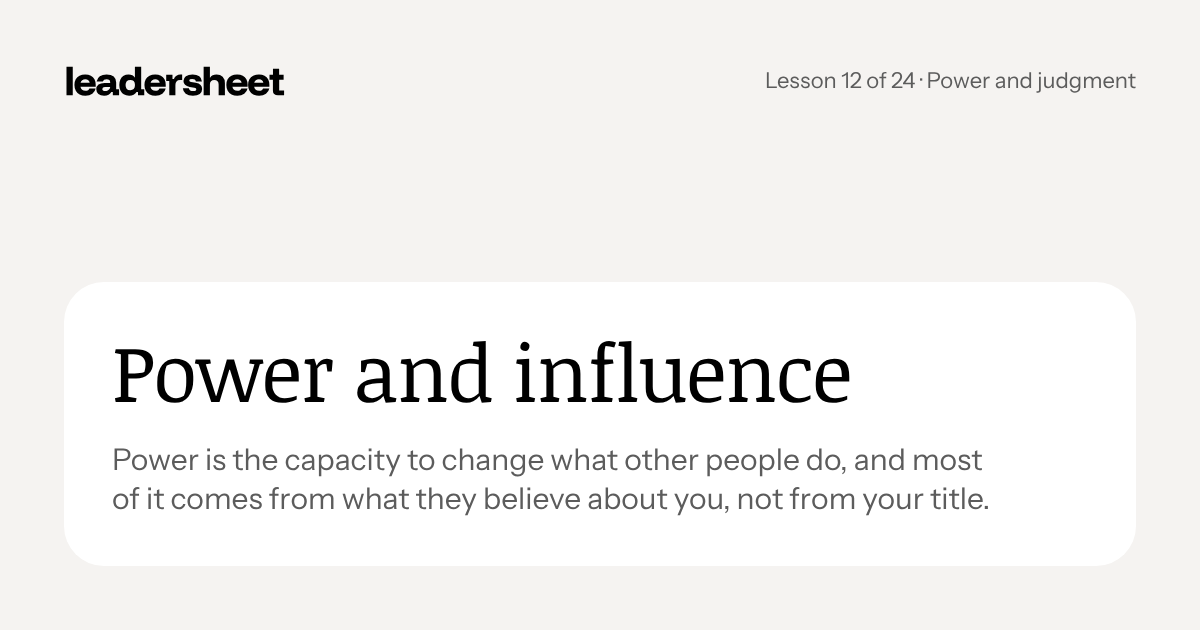 leadersheet
Lesson 12 of 24 · Power and judgment
Power and influence
Power is the capacity to change what other people do, and most
of it comes from what they believe about you, not from your title.